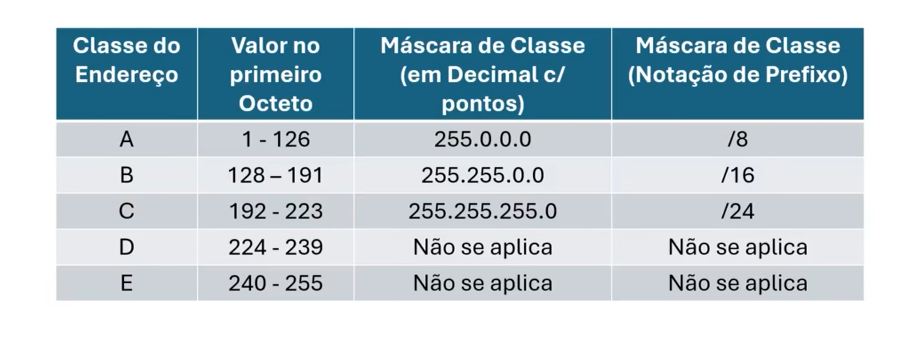 Classe do Endereço
Valor no primeiro Octeto
Máscara de Classe (em Decimal c/ pontos)
Máscara de Classe (Notação de Prefixo)
A 1 - 126 255.0.0.0 /8
B 128 – 191 255.255.0.0 /16
C 192 - 223 255.255.255.0 /24
D 224 - 239 Não se aplica Não se aplica
E 240 - 255 Não se aplica Não se aplica